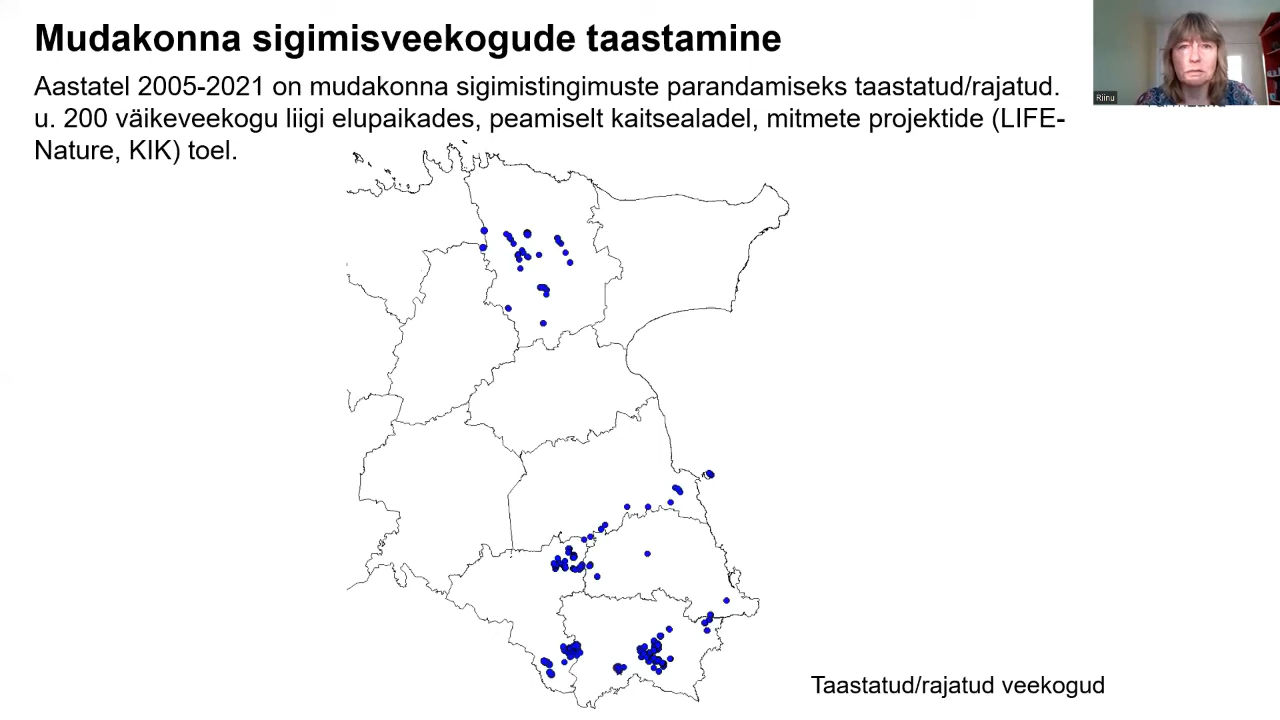 Mudakonna sigimisveekogude taastamine
Aastatel 2005-2021 on mudakonna sigimistingimuste parandamiseks taastatud/rajatud.
u. 200 väikeveekogu liigi elupaikades, peamiselt kaitsealadel, mitmete projektide (LIFE-
Nature, KIK) toel.
Riinu
Taastatud/rajatud veekogud